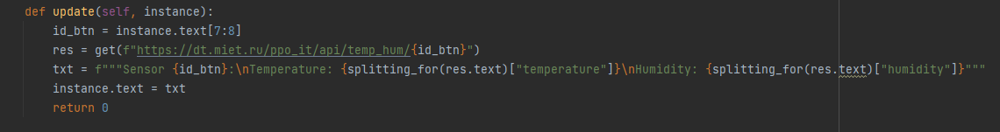 def update(self, instance):
    id_btn = instance.text[7:8]
    res = get(f"https://dt.miet.ru/ppo_it/api/temp_hum/{id_btn}")
    txt = f"""Sensor {id_btn}:\nTemperature: {splitting_for(res.text)["temperature"]}\nHumidity: {splitting_for(res.text)["humidity"]}"""
    instance.text = txt
    return 0